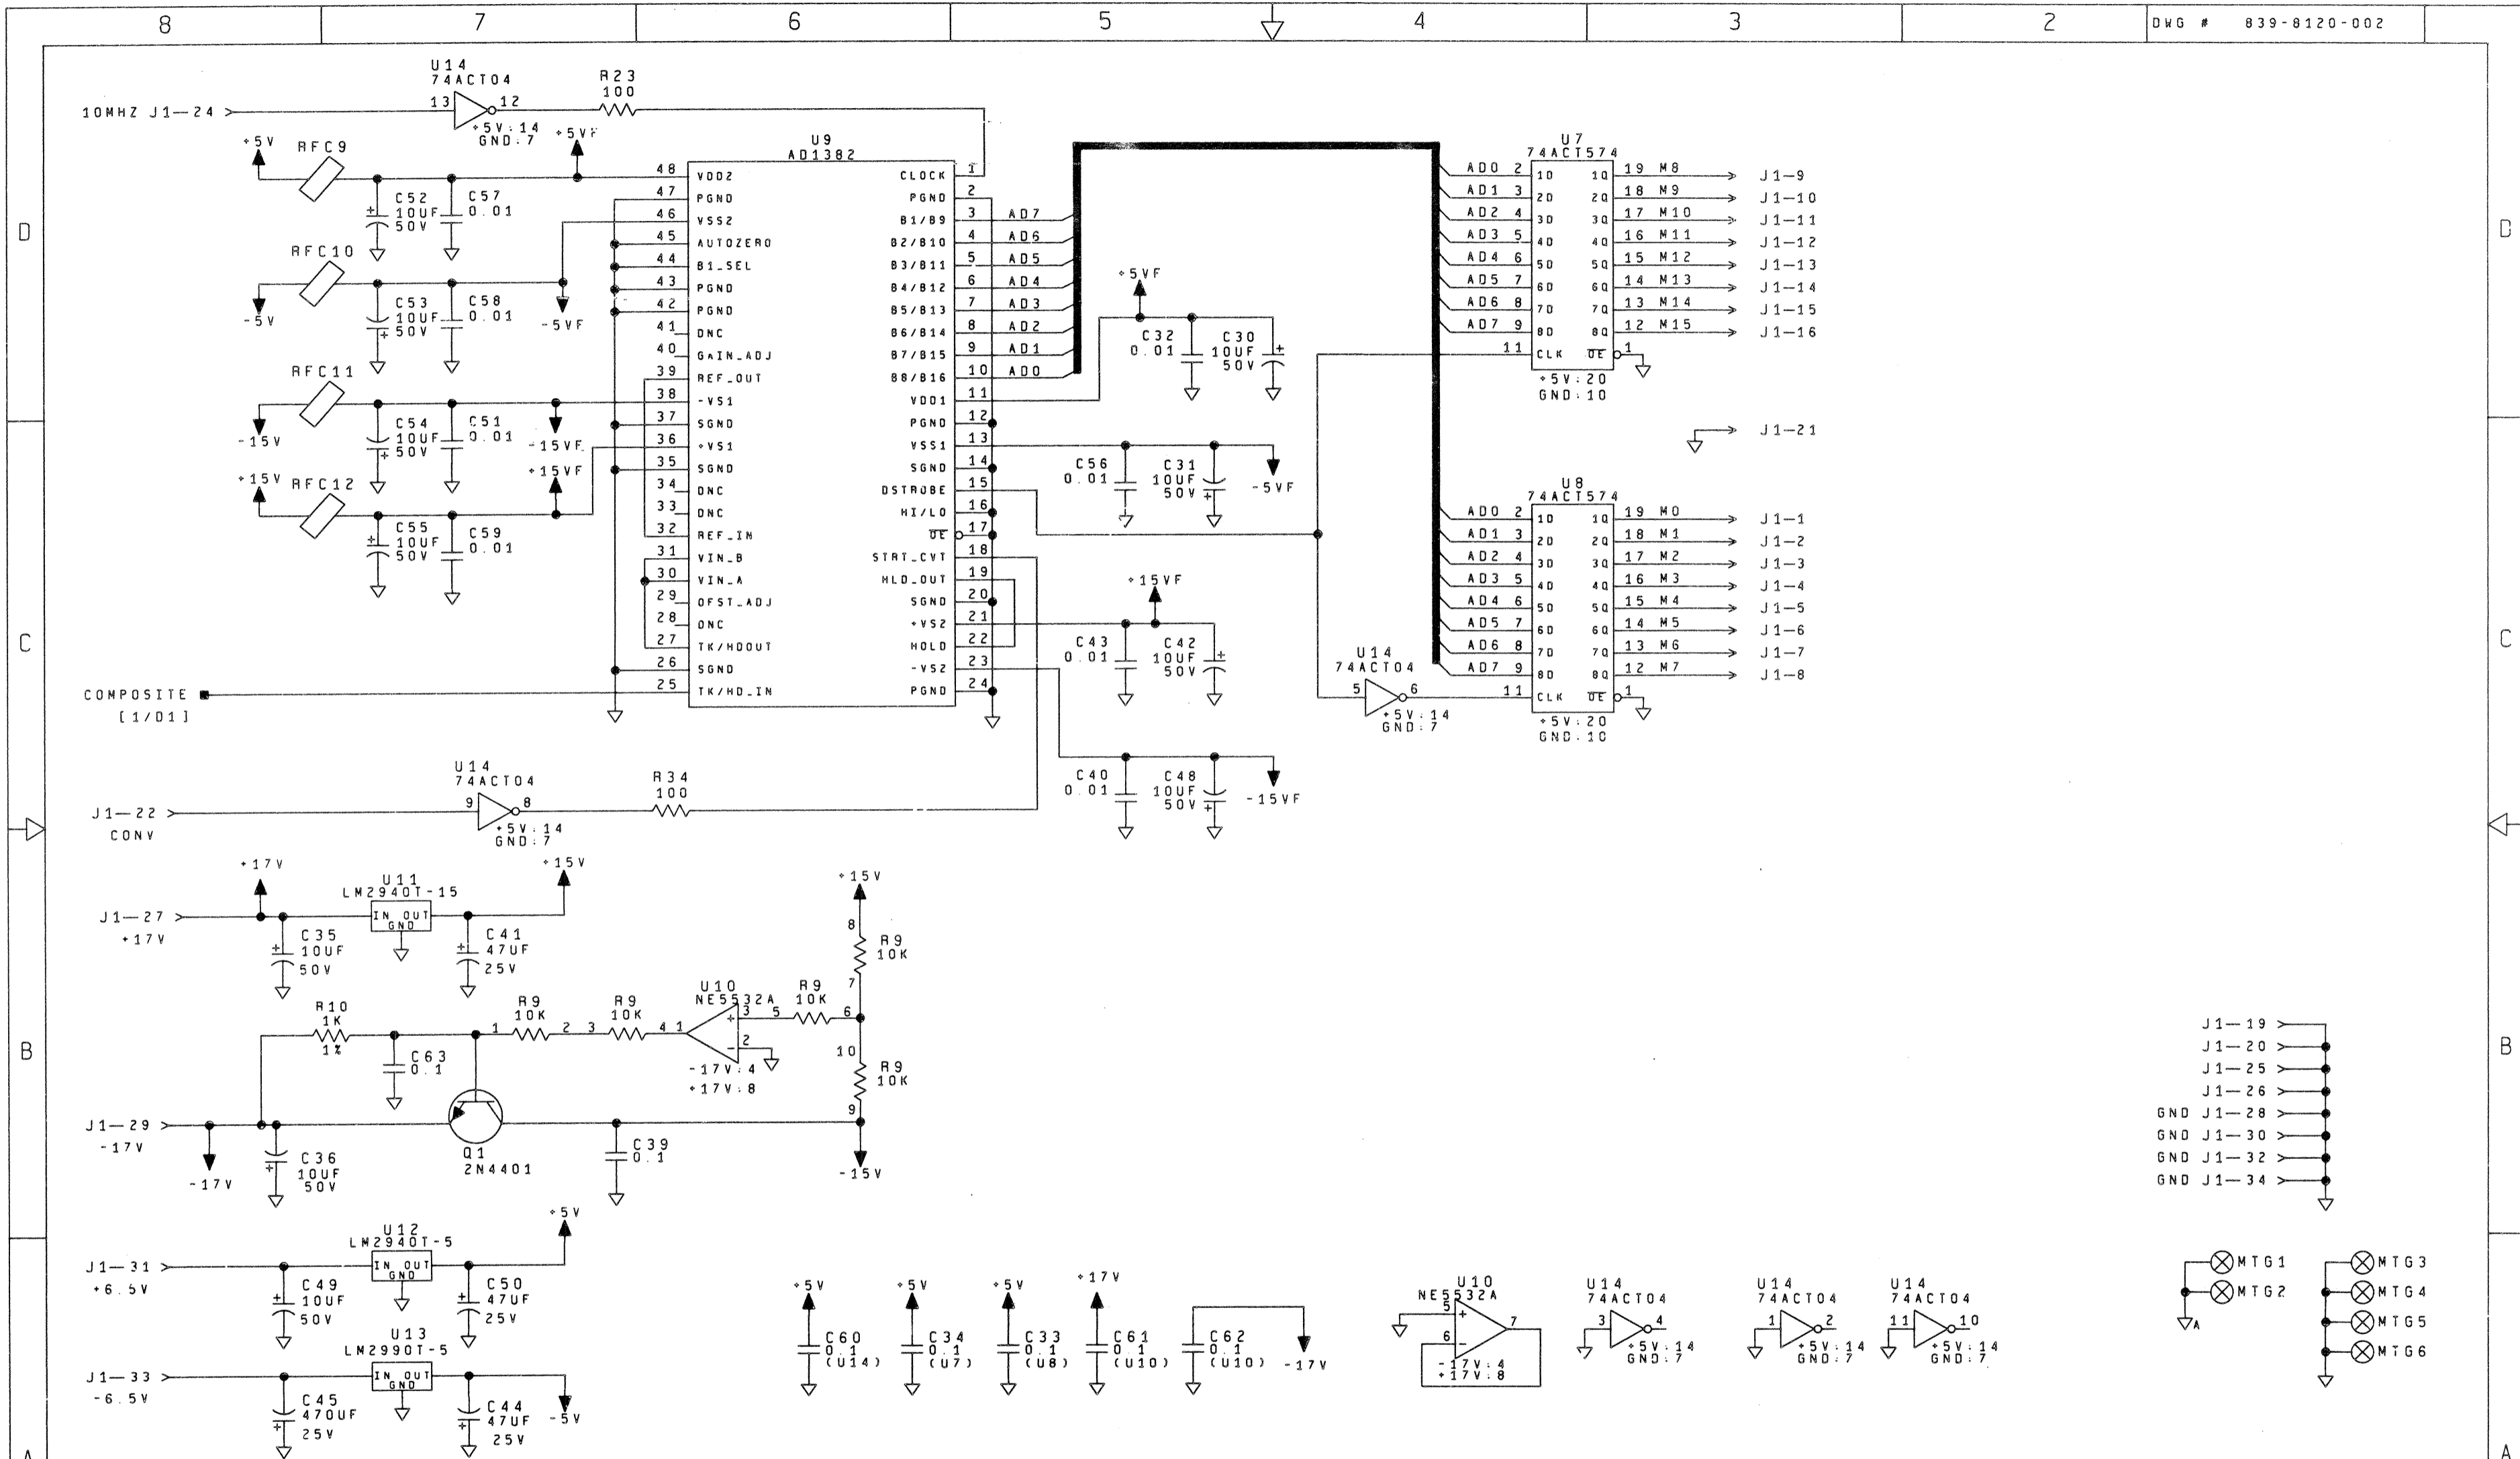 8 7 6 5 4 3 2 DWG # 839-8120-002
D
C
B
A
D
C
B
A
10MHZ J1-24
U14
74ACT04
13 12
+5V:14
GND:7
R23
100
+5V
RFC9
+5VF
C52
10UF
50V
C57
0.01
RFC10
-5V
C53
10UF
50V
C58
0.01
-5VF
RFC11
-15V
C54
10UF
50V
C51
0.01
-15VF
+15V
RFC12
+15VF
C55
10UF
50V
C59
0.01
COMPOSITE
[1/D1]
U9
AD1382
48 VDD2
47 PGND
46 VSS2
45 AUTOZERO
44 B1_SEL
43 PGND
42 PGND
41 DNC
40 GAIN_ADJ
39 REF_OUT
38 -VS1
37 SGND
36 +VS1
35 SGND
34 DNC
33 DNC
32 REF_IN
31 VIN_B
30 VIN_A
29 OFST_ADJ
28 DNC
27 TK/HDOUT
26 SGND
25 TK/HD_IN
CLOCK 1
PGND 2
B1/B9 3 AD7
B2/B10 4 AD6
B3/B11 5 AD5
B4/B12 6 AD4
B5/B13 7 AD3
B6/B14 8 AD2
B7/B15 9 AD1
B8/B16 10 AD0
VDD1 11
PGND 12
VSS1 13
SGND 14
DSTROBE 15
HI/LO 16
OE 17
STRT_CVT 18
HLD_OUT 19
SGND 20
+VS2 21
HOLD 22
-VS2 23
PGND 24
+5VF
C32
0.01
C30
10UF
50V
C56
0.01
C31
10UF
50V
-5VF
+15VF
C43
0.01
C42
10UF
50V
C40
0.01
C48
10UF
50V
-15VF
U7
74ACT574
AD0 2 1D 1Q 19 M8 J1-9
AD1 3 2D 2Q 18 M9 J1-10
AD2 4 3D 3Q 17 M10 J1-11
AD3 5 4D 4Q 16 M11 J1-12
AD4 6 5D 5Q 15 M12 J1-13
AD5 7 6D 6Q 14 M13 J1-14
AD6 8 7D 7Q 13 M14 J1-15
AD7 9 8D 8Q 12 M15 J1-16
11 CLK OE 1
+5V:20
GND:10
J1-21
U8
74ACT574
AD0 2 1D 1Q 19 M0 J1-1
AD1 3 2D 2Q 18 M1 J1-2
AD2 4 3D 3Q 17 M2 J1-3
AD3 5 4D 4Q 16 M3 J1-4
AD4 6 5D 5Q 15 M4 J1-5
AD5 7 6D 6Q 14 M5 J1-6
AD6 8 7D 7Q 13 M6 J1-7
AD7 9 8D 8Q 12 M7 J1-8
11 CLK OE 1
+5V:20
GND:10
U14
74ACT04
5 6
+5V:14
GND:7
J1-22
CONV
U14
74ACT04
9 8
+5V:14
GND:7
R34
100
J1-27
+17V
+17V
U11
LM2940T-15
IN OUT
GND
C35
10UF
50V
C41
47UF
25V
+15V
R10
1K
1%
C63
0.1
1 R9 2
10K
3 R9 4
10K
U10
NE5532A
1 3 2
-17V:4
+17V:8
5 R9 6
10K
+15V
8
R9
10K
7
10
R9
10K
9
-15V
J1-29
-17V
-17V
C36
10UF
50V
Q1
2N4401
C39
0.1
J1-31
+6.5V
U12
LM2940T-5
IN OUT
GND
C49
10UF
50V
C50
47UF
25V
+5V
J1-33
-6.5V
U13
LM2990T-5
IN OUT
GND
C45
470UF
25V
C44
47UF
25V
-5V
+5V
C60
0.1
(U14)
+5V
C34
0.1
(U7)
+5V
C33
0.1
(U8)
+17V
C61
0.1
(U10)
C62
0.1
(U10)
-17V
U10
NE5532A
5
6
7
-17V:4
+17V:8
U14
74ACT04
3 4
+5V:14
GND:7
U14
74ACT04
1 2
+5V:14
GND:7
U14
74ACT04
11 10
+5V:14
GND:7
J1-19
J1-20
J1-25
J1-26
GND J1-28
GND J1-30
GND J1-32
GND J1-34
MTG1
MTG2
A
MTG3
MTG4
MTG5
MTG6